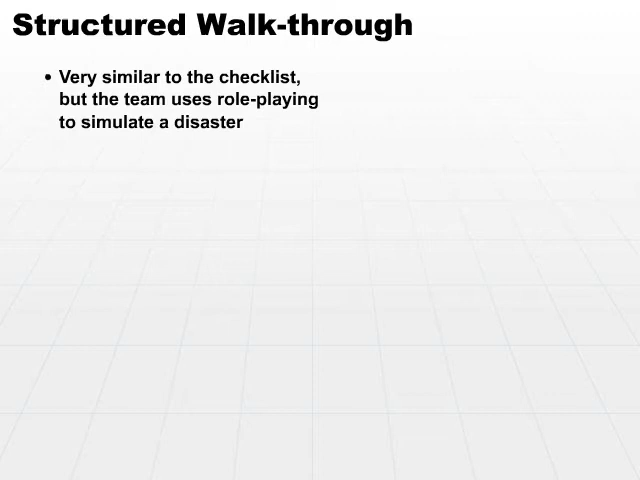 Structured Walk-through
• Very similar to the checklist,
but the team uses role-playing
to simulate a disaster